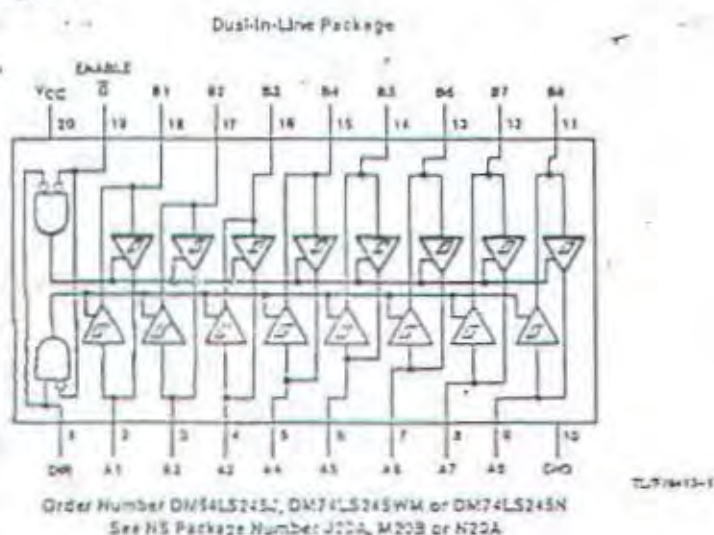 Dual-In-Line Package
ENABLE
VCC G B1 B2 B3 B4 B5 B6 B7 B8
20 19 18 17 16 15 14 13 12 11
1 2 3 4 5 6 7 8 9 10
DIR A1 A2 A3 A4 A5 A6 A7 A8 GND
Order Number DM54LS245J, DM74LS245WM or DM74LS245N
See NS Package Number J20A, M20B or N20A